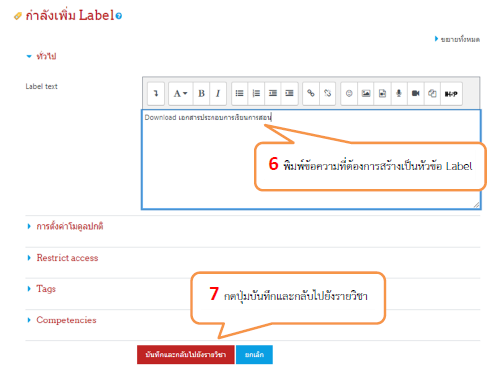 กำลังเพิ่ม Label
ขยายทั้งหมด
ทั่วไป
Label text
A B I H-P
Download เอกสารประกอบการเรียนการสอน
6 พิมพ์ข้อความที่ต้องการสร้างเป็นหัวข้อ Label
การตั้งค่าโมดูลปกติ
Restrict access
Tags
7 กดปุ่มบันทึกและกลับไปยังรายวิชา
Competencies
บันทึกและกลับไปยังรายวิชา ยกเลิก